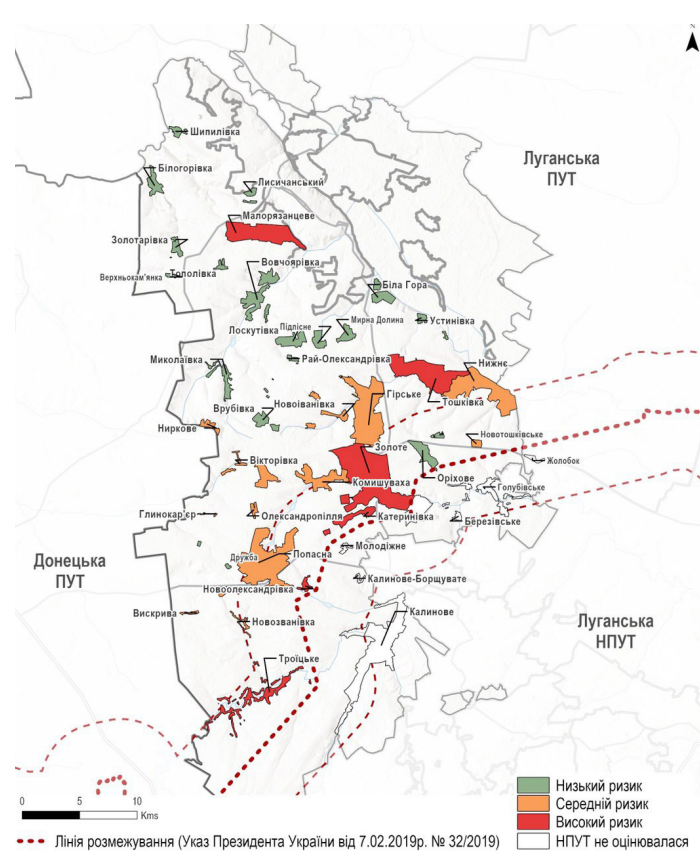 N
Шипилівка
Луганська
ПУТ
Білогорівка
Лисичанський
Малорязанцеве
Золотарівка
Вовчоярівка
Тополівка
Верхньокам'янка
Біла Гора
Мирна Долина
Устинівка
Підлісне
Лоскутівка
Миколаївка
Рай-Олександрівка
Нижнє
Гірське
Тошківка
Новоіванівка
Врубівка
Ниркове
Новотошківське
Золоте
Вікторівка
Жолобок
Оріхове
Комишуваха
Голубівське
Глинокар'єр
Олександропілля
Катеринівка
Березівське
Молодіжне
Донецька
ПУТ
Дружба
Попасна
Калинове-Борщувате
Новоолександрівка
Вискрива
Калинове
Новозванівка
Луганська
НПУТ
Троїцьке
Низький ризик
Середній ризик
Високий ризик
НПУТ не оцінювалася
0 5 10
Kms
Лінія розмежування (Указ Президента України від 7.02.2019р. № 32/2019)